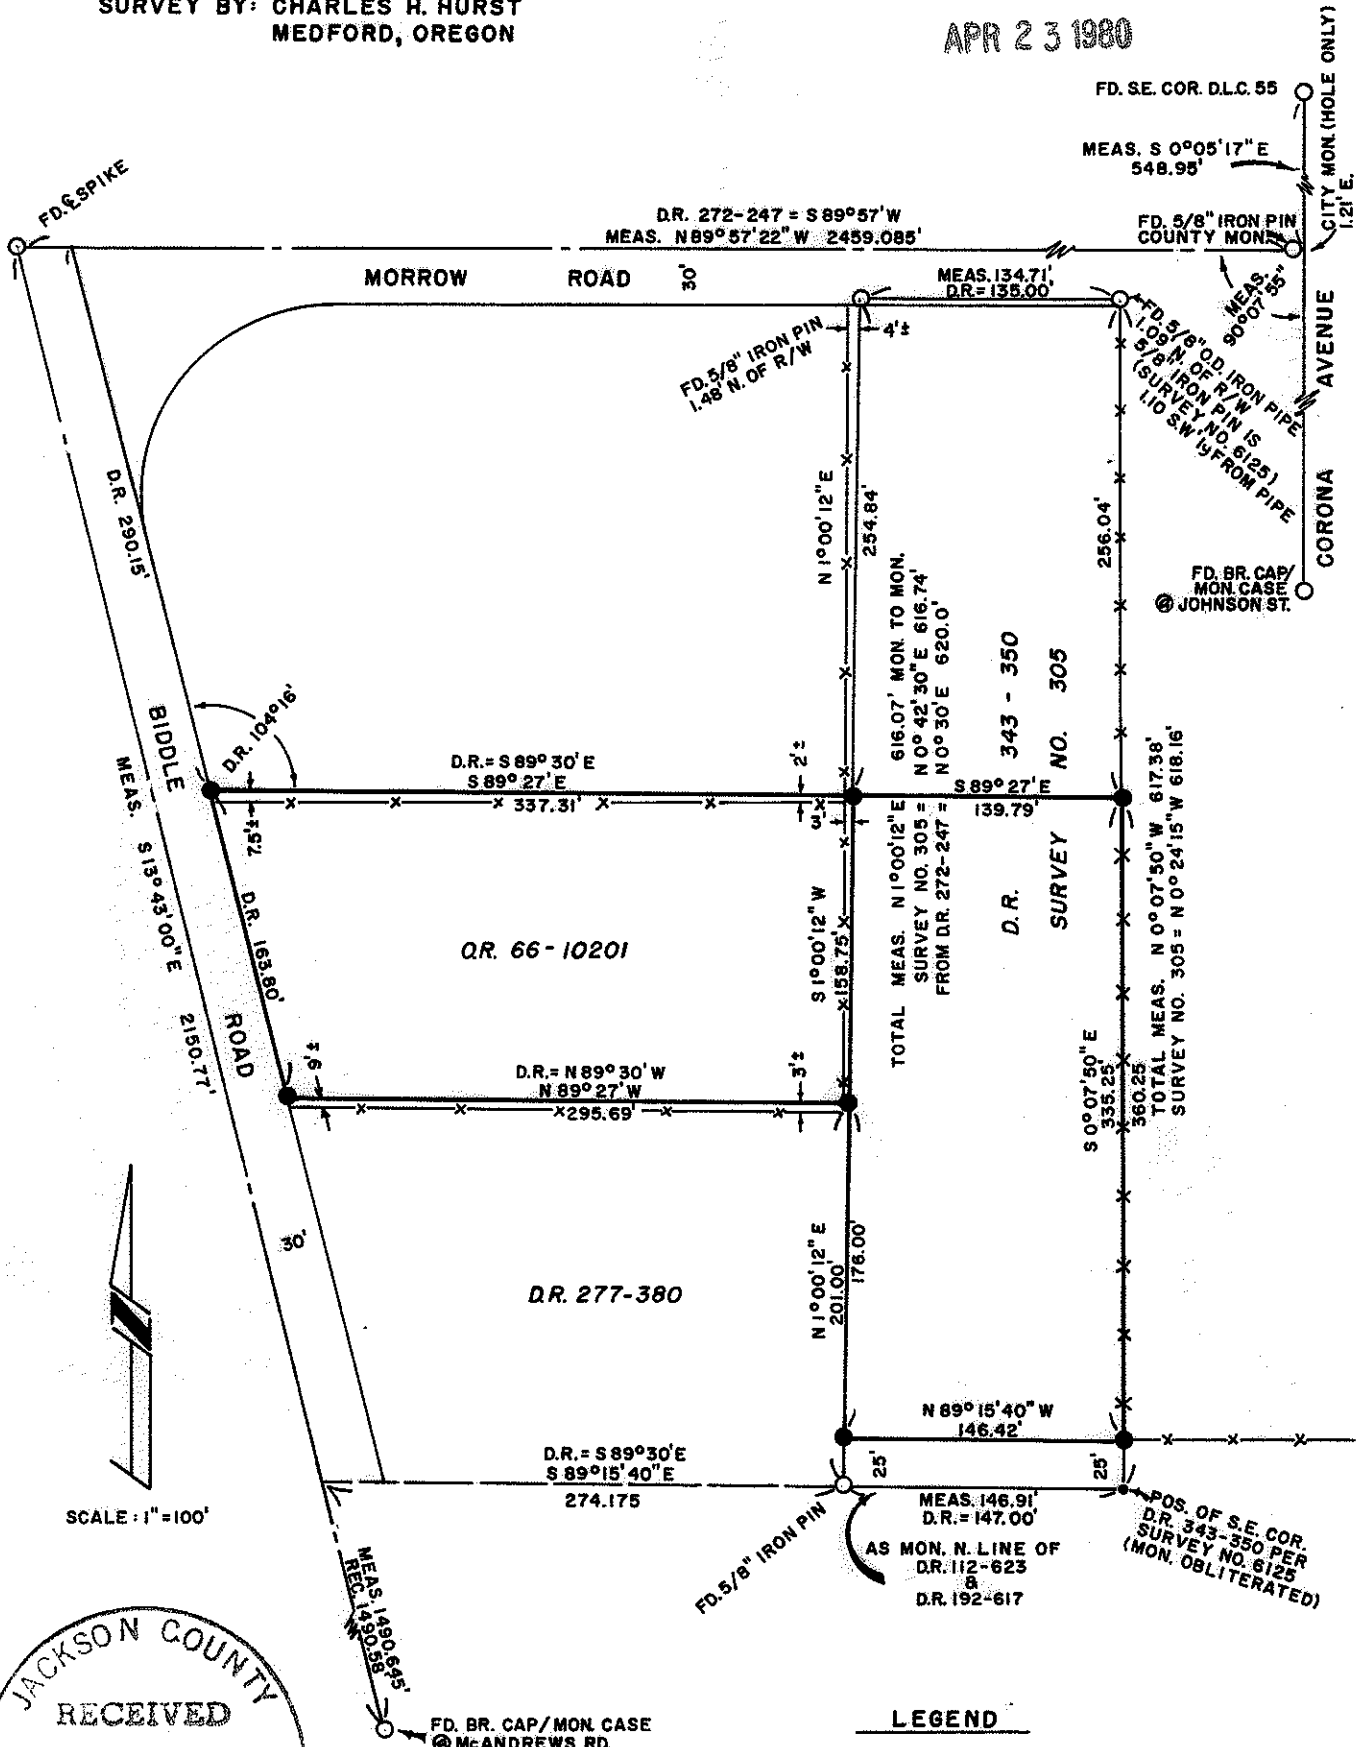 SURVEY BY: CHARLES H. HURST
MEDFORD, OREGON
APR 23 1980
FD. S.E. COR. D.L.C. 55
CITY MON. (HOLE ONLY)
1.21' E.
MEAS. S 0°05'17" E
548.95'
FD. ℄ SPIKE
D.R. 272-247 = S 89°57' W
MEAS. N 89°57'22" W 2459.085'
FD. 5/8" IRON PIN
COUNTY MON.
MORROW ROAD
30'
MEAS. 134.71'
D.R. = 135.00'
MEAS.
90°07'55"
FD. 5/8" IRON PIN
1.48' N. OF R/W
4'±
FD. 5/8" O.D. IRON PIPE
1.09' N. OF R/W
5/8" IRON PIN IS
(SURVEY NO. 6125)
1.10 S.W'ly FROM PIPE
CORONA AVENUE
D.R. 290.15'
N 1°00'12" E
254.84'
256.04'
FD. BR. CAP/
MON. CASE
@ JOHNSON ST.
BIDDLE ROAD
D.R. 104°16'
D.R. = S 89°30' E
S 89°27' E
337.31'
2'±
3'
7.5'±
TOTAL MEAS. N 1°00'12" E 616.07' MON. TO MON.
SURVEY NO. 305 = N 0°42'30" E 616.74'
FROM D.R. 272-247 = N 0°30' E 620.0'
D.R. 343 - 350
SURVEY NO. 305
S 89°27' E
139.79'
MEAS. S 13°43'00" E 2150.77'
D.R. 163.80'
O.R. 66-10201
S 1°00'12" W
158.75'
TOTAL MEAS. N 0°07'50" W 617.38'
SURVEY NO. 305 = N 0°24'15" W 618.16'
9'±
D.R. = N 89°30' W
N 89°27' W
295.69'
3'±
S 0°07'50" E
335.25'
360.25
30'
D.R. 277-380
N 1°00'12" E
201.00'
176.00'
N 89°15'40" W
146.42'
D.R. = S 89°30' E
S 89°15'40" E
274.175
25'
25'
SCALE: 1" = 100'
FD. 5/8" IRON PIN
MEAS. 146.91'
D.R. = 147.00'
AS MON. N. LINE OF
D.R. 112-623
&
D.R. 192-617
POS. OF S.E. COR.
D.R. 343-350 PER
SURVEY NO. 6125
(MON. OBLITERATED)
MEAS. 1490.645'
REC. 1490.58'
JACKSON COUNTY
RECEIVED
FD. BR. CAP/MON. CASE
@ McANDREWS RD.
LEGEND